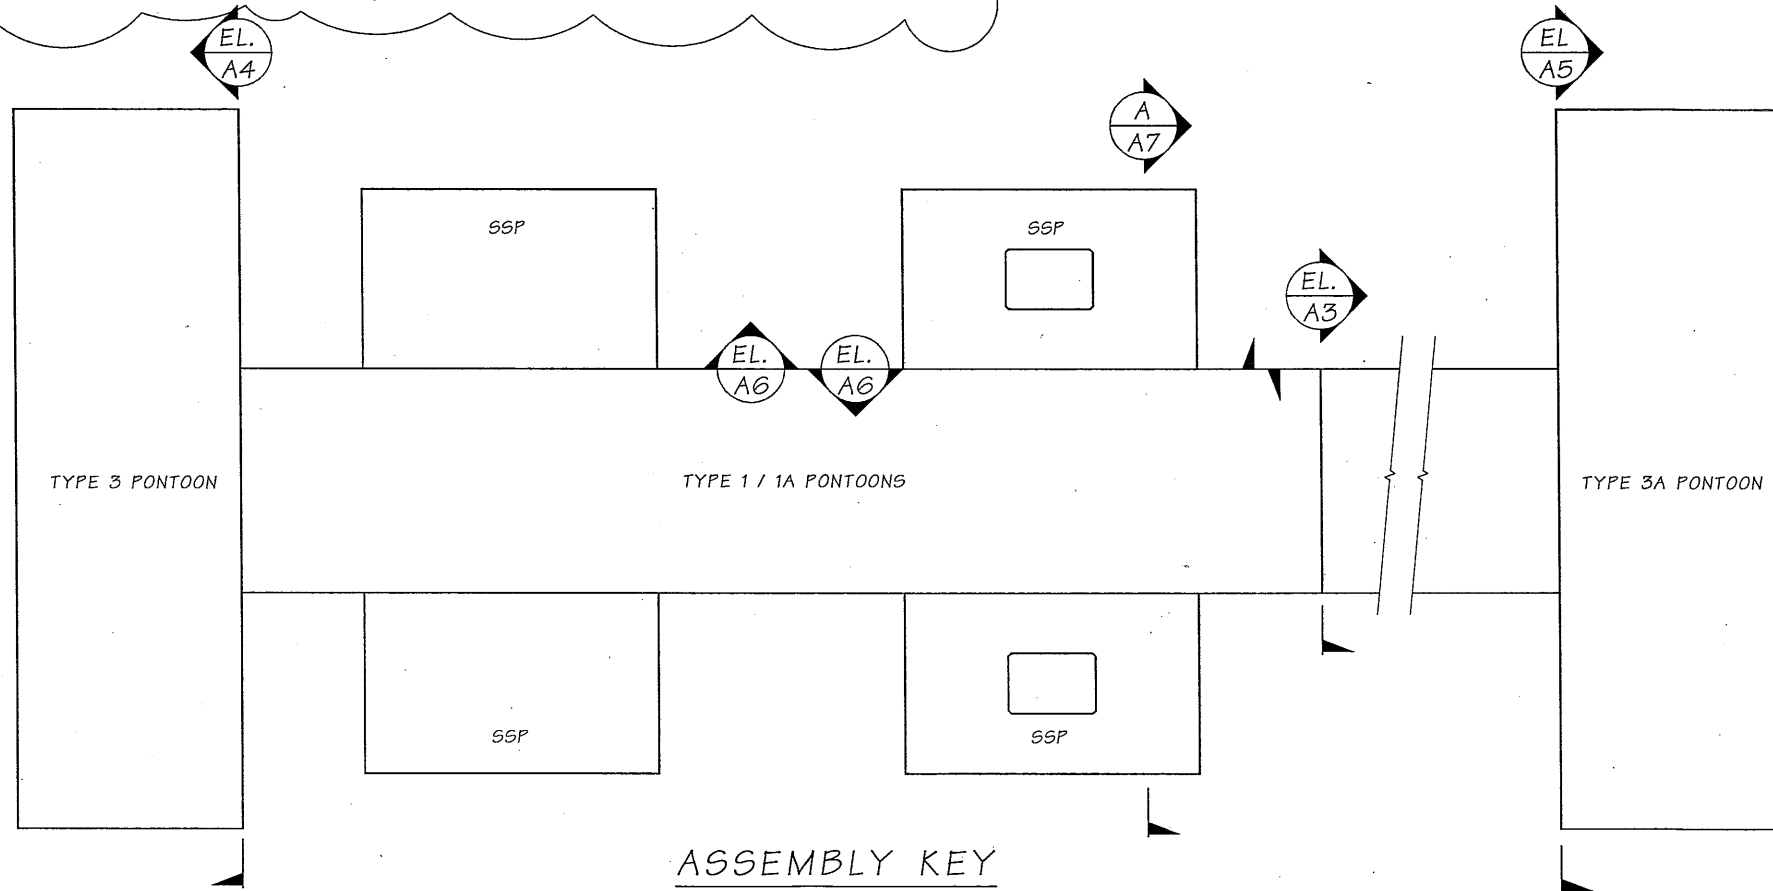 EL.
A4
EL
A5
A
A7
SSP
SSP
EL.
A3
EL.
A6
EL.
A6
TYPE 3 PONTOON
TYPE 1 / 1A PONTOONS
TYPE 3A PONTOON
SSP
SSP
ASSEMBLY KEY